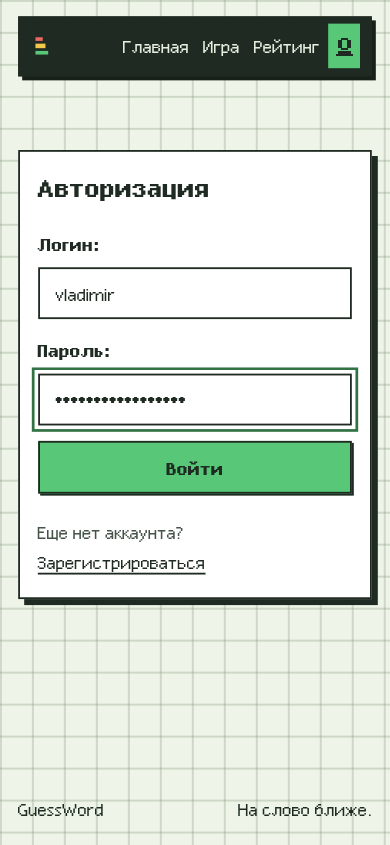 Главная Игра Рейтинг
Авторизация
Логин:
vladimir
Пароль:
•••••••••••••••••
Войти
Еще нет аккаунта?
Зарегистрироваться
GuessWord На слово ближе.